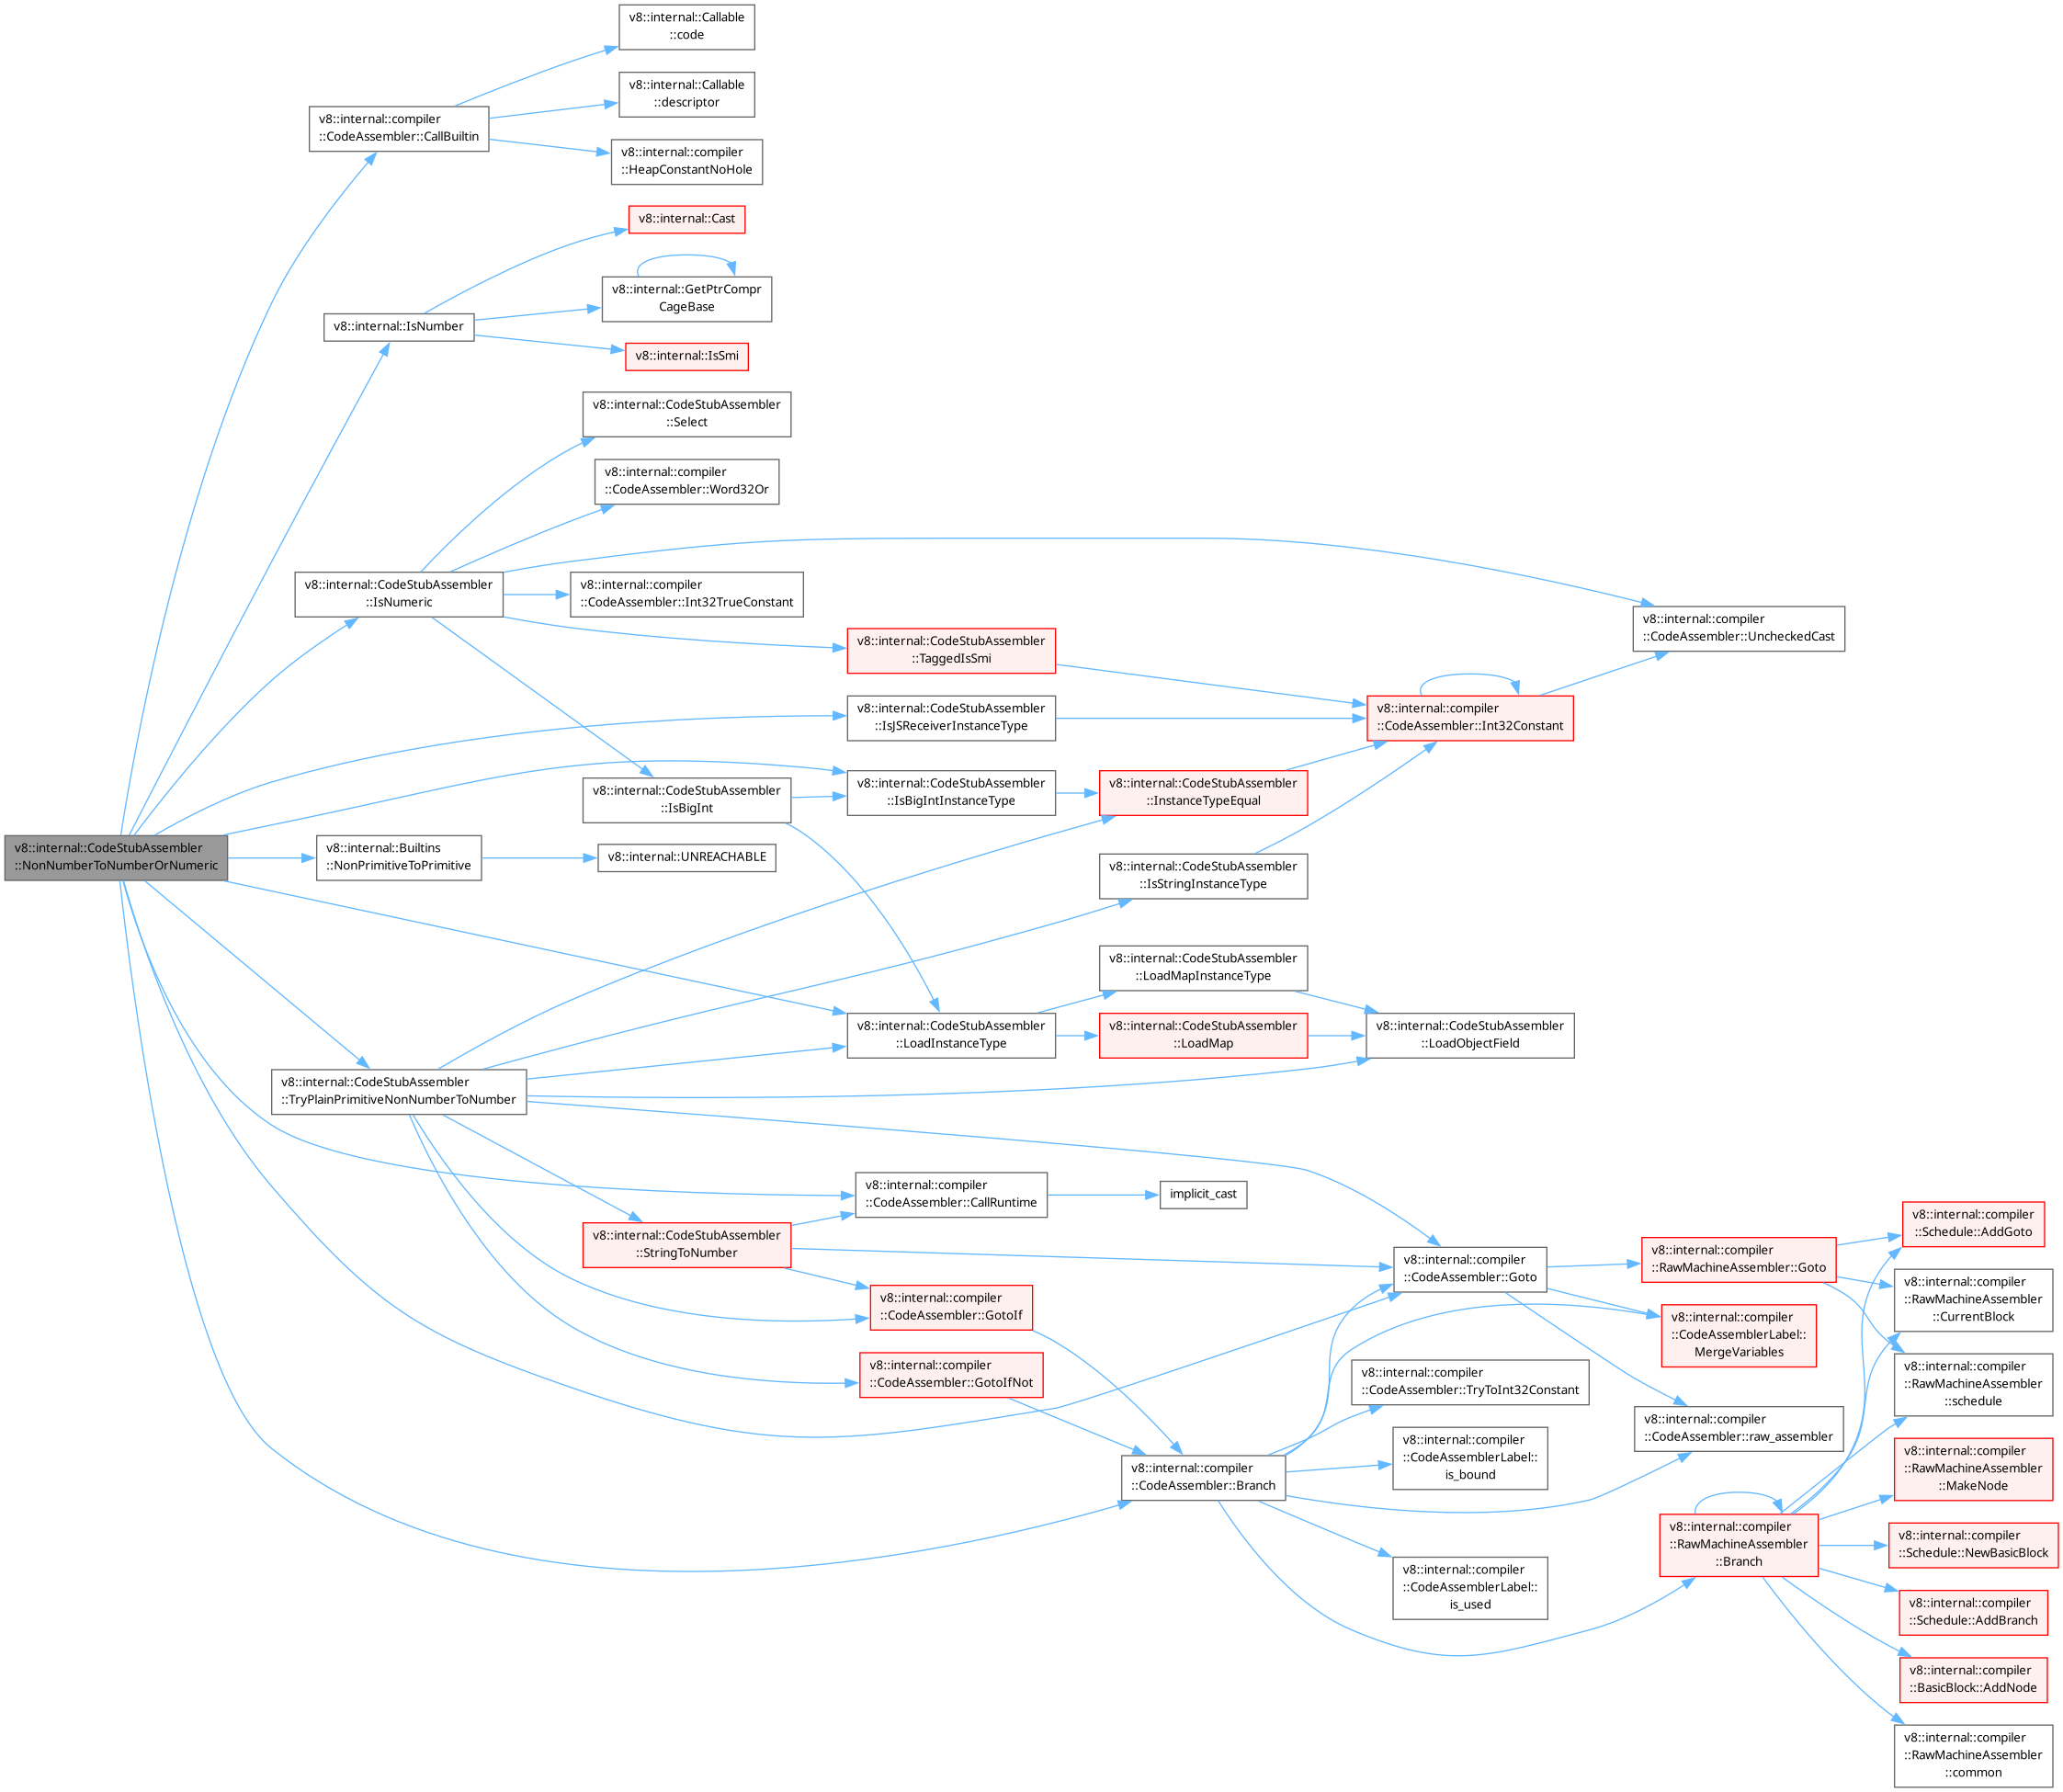 v8::internal::Callable
::code
v8::internal::Callable
::descriptor
v8::internal::compiler
::CodeAssembler::CallBuiltin
v8::internal::compiler
::HeapConstantNoHole
v8::internal::Cast
v8::internal::GetPtrCompr
CageBase
v8::internal::IsNumber
v8::internal::IsSmi
v8::internal::CodeStubAssembler
::Select
v8::internal::compiler
::CodeAssembler::Word32Or
v8::internal::CodeStubAssembler
::IsNumeric
v8::internal::compiler
::CodeAssembler::Int32TrueConstant
v8::internal::compiler
::CodeAssembler::UncheckedCast
v8::internal::CodeStubAssembler
::TaggedIsSmi
v8::internal::CodeStubAssembler
::IsJSReceiverInstanceType
v8::internal::compiler
::CodeAssembler::Int32Constant
v8::internal::CodeStubAssembler
::IsBigInt
v8::internal::CodeStubAssembler
::IsBigIntInstanceType
v8::internal::CodeStubAssembler
::InstanceTypeEqual
v8::internal::CodeStubAssembler
::NonNumberToNumberOrNumeric
v8::internal::Builtins
::NonPrimitiveToPrimitive
v8::internal::UNREACHABLE
v8::internal::CodeStubAssembler
::IsStringInstanceType
v8::internal::CodeStubAssembler
::LoadMapInstanceType
v8::internal::CodeStubAssembler
::LoadInstanceType
v8::internal::CodeStubAssembler
::LoadMap
v8::internal::CodeStubAssembler
::LoadObjectField
v8::internal::CodeStubAssembler
::TryPlainPrimitiveNonNumberToNumber
v8::internal::compiler
::CodeAssembler::CallRuntime
implicit_cast
v8::internal::CodeStubAssembler
::StringToNumber
v8::internal::compiler
::CodeAssembler::Goto
v8::internal::compiler
::RawMachineAssembler::Goto
v8::internal::compiler
::Schedule::AddGoto
v8::internal::compiler
::CodeAssembler::GotoIf
v8::internal::compiler
::CodeAssemblerLabel::
MergeVariables
v8::internal::compiler
::RawMachineAssembler
::CurrentBlock
v8::internal::compiler
::CodeAssembler::GotoIfNot
v8::internal::compiler
::CodeAssembler::TryToInt32Constant
v8::internal::compiler
::RawMachineAssembler
::schedule
v8::internal::compiler
::CodeAssembler::raw_assembler
v8::internal::compiler
::CodeAssembler::Branch
v8::internal::compiler
::CodeAssemblerLabel::
is_bound
v8::internal::compiler
::RawMachineAssembler
::MakeNode
v8::internal::compiler
::RawMachineAssembler
::Branch
v8::internal::compiler
::Schedule::NewBasicBlock
v8::internal::compiler
::CodeAssemblerLabel::
is_used
v8::internal::compiler
::Schedule::AddBranch
v8::internal::compiler
::BasicBlock::AddNode
v8::internal::compiler
::RawMachineAssembler
::common